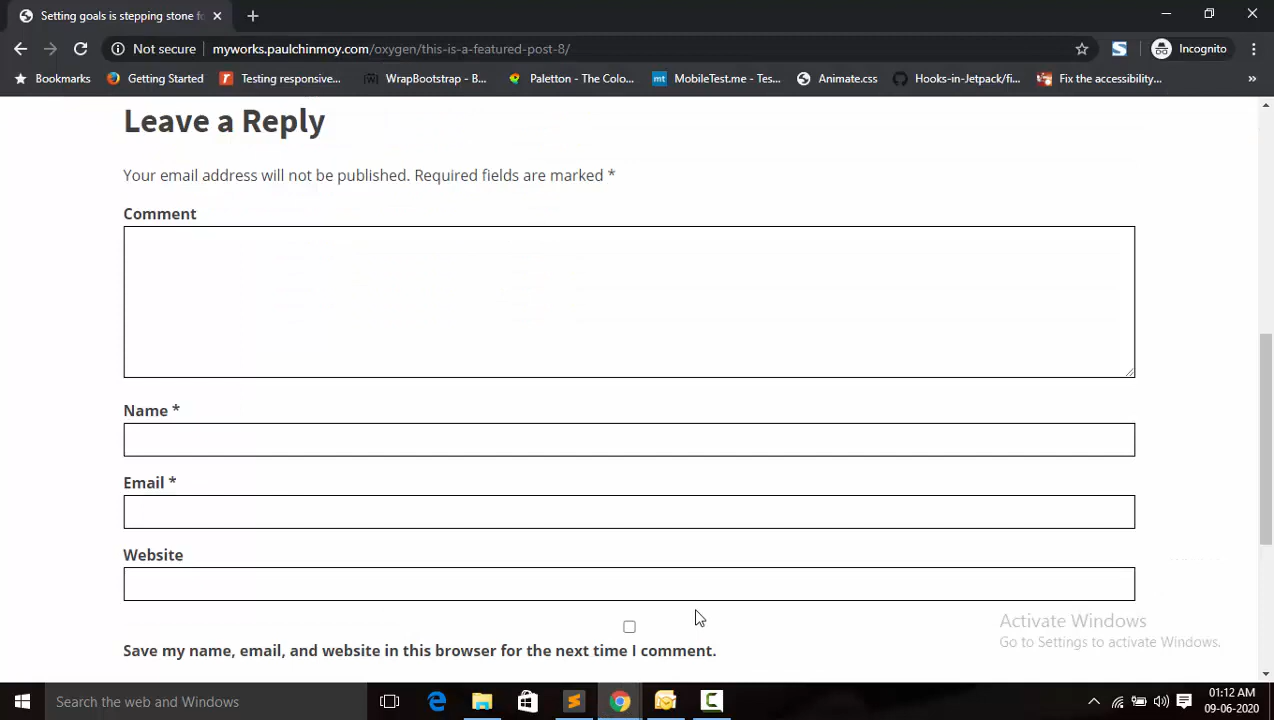 Setting goals is stepping stone fo
Not secure
myworks.paulchinmoy.com/oxygen/this-is-a-featured-post-8/
Incognito
Bookmarks
Getting Started
Testing responsive...
WrapBootstrap - B...
Paletton - The Colo...
mt
MobileTest.me - Tes...
Animate.css
Hooks-in-Jetpack/fi...
Fix the accessibility...
»
Leave a Reply
Your email address will not be published. Required fields are marked *
Comment
Name *
Email *
Website
Save my name, email, and website in this browser for the next time I comment.
Activate Windows
Go to Settings to activate Windows.
Search the web and Windows
01:12 AM
09-06-2020